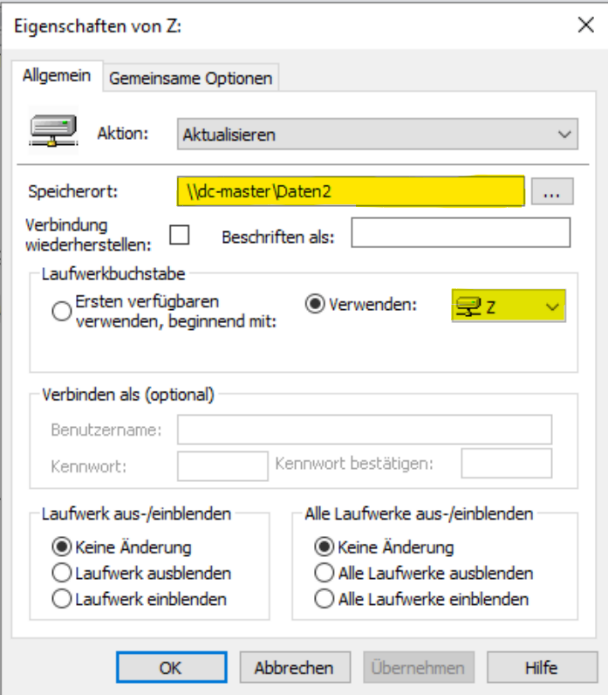 Eigenschaften von Z:
Allgemein
Gemeinsame Optionen
Aktion:
Aktualisieren
Speicherort:
\\dc-master\Daten2
...
Verbindung
wiederherstellen:
Beschriften als:
Laufwerkbuchstabe
Ersten verfügbaren
verwenden, beginnend mit:
Verwenden:
Z
Verbinden als (optional)
Benutzername:
Kennwort:
Kennwort bestätigen:
Laufwerk aus-/einblenden
Keine Änderung
Laufwerk ausblenden
Laufwerk einblenden
Alle Laufwerke aus-/einblenden
Keine Änderung
Alle Laufwerke ausblenden
Alle Laufwerke einblenden
OK
Abbrechen
Übernehmen
Hilfe